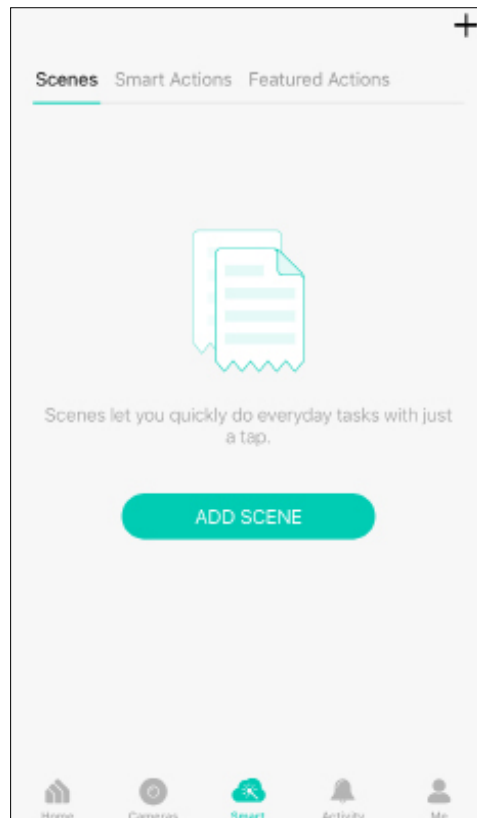 Scenes Smart Actions Featured Actions
Scenes let you quickly do everyday tasks with just
a tap.
ADD SCENE
Home Cameras Smart Activity Me